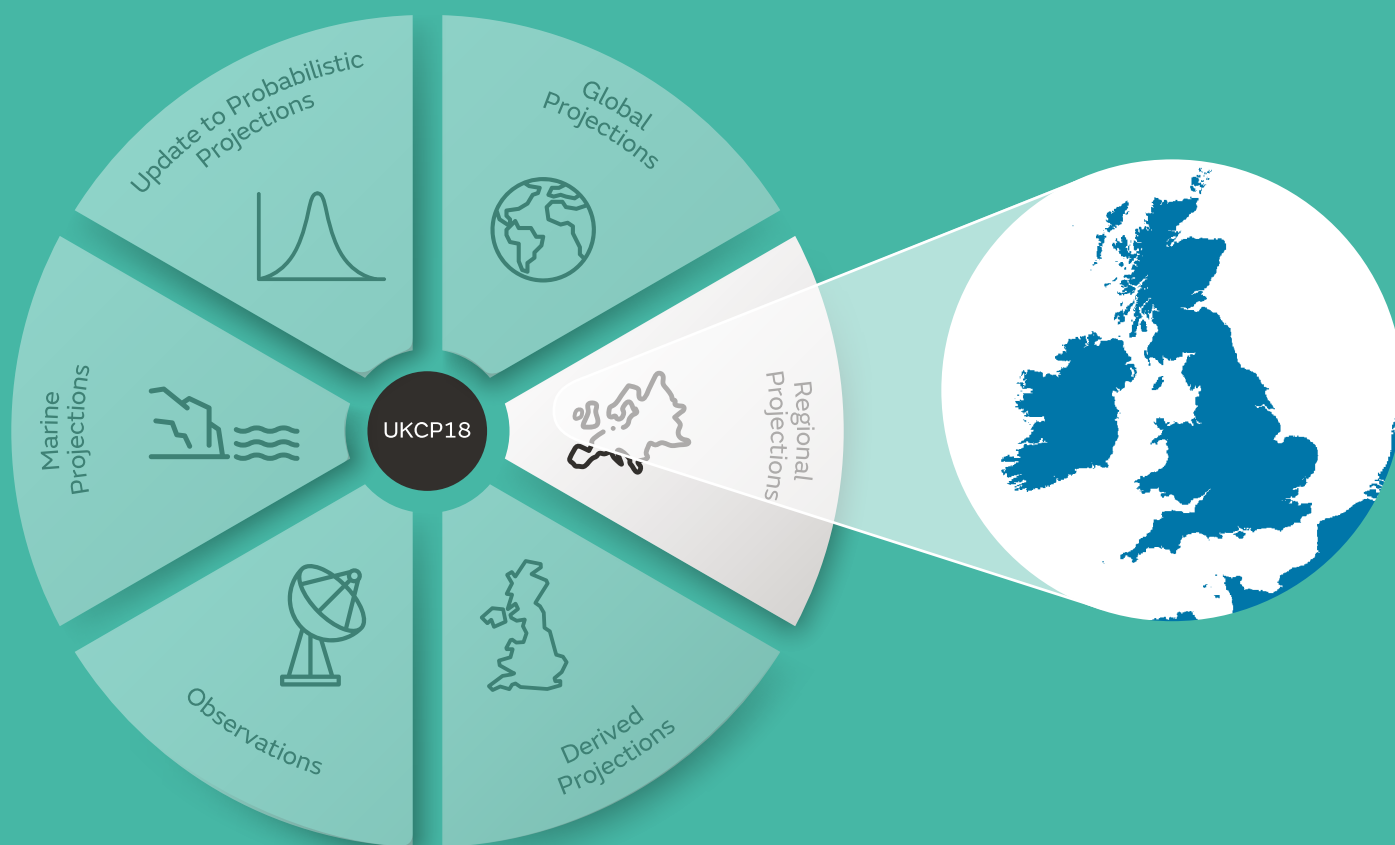 Update to Probabilistic
Projections
Global
Projections
Marine
Projections
UKCP18
Regional
Projections
Observations
Derived
Projections